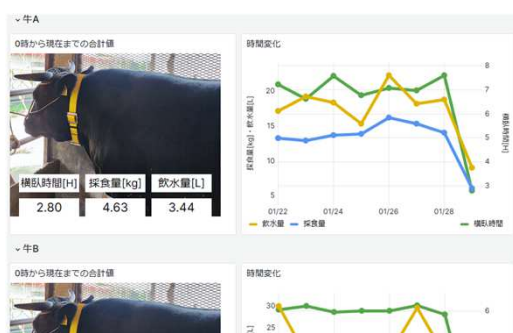 牛A
0時から現在までの合計値
横臥時間[H]
採食量[kg]
飲水量[L]
2.80
4.63
3.44
時間変化
採食量[kg]・飲水量[L]
20
15
10
5
8
7
6
5
4
3
横臥時間[H]
01/22
01/24
01/26
01/28
飲水量
採食量
横臥時間
牛B
0時から現在までの合計値
時間変化
30
25
6